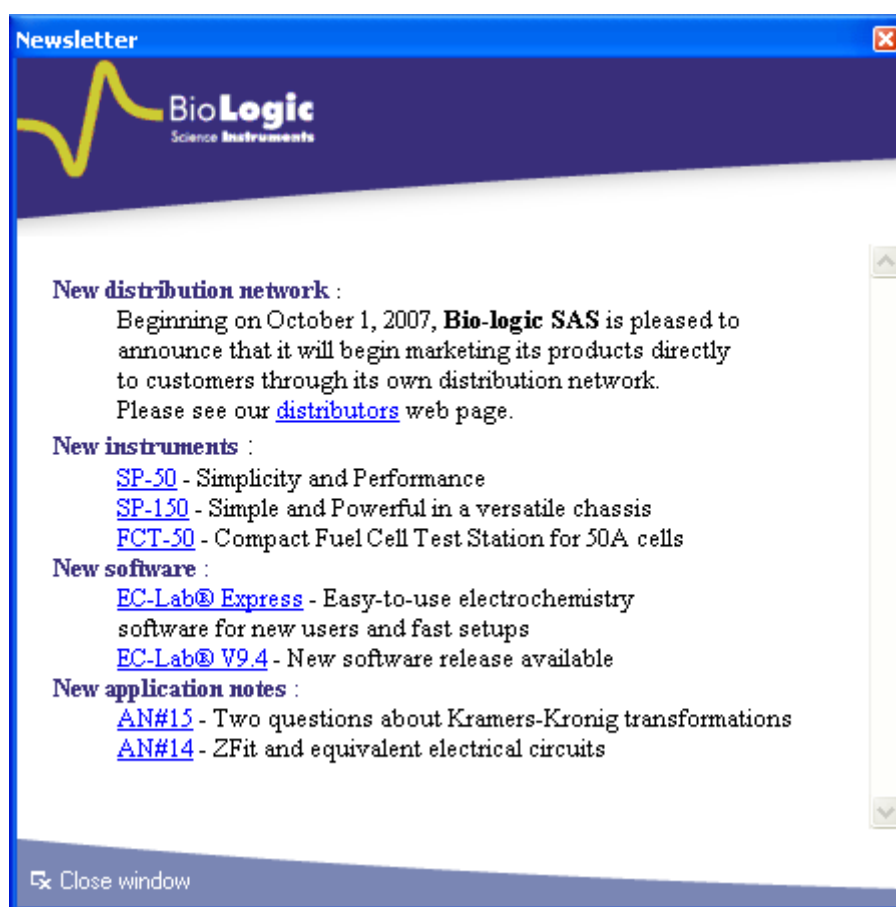 Newsletter
BioLogic
Science Instruments
New distribution network :
Beginning on October 1, 2007, Bio-logic SAS is pleased to
announce that it will begin marketing its products directly
to customers through its own distribution network.
Please see our distributors web page.
New instruments :
SP-50 - Simplicity and Performance
SP-150 - Simple and Powerful in a versatile chassis
FCT-50 - Compact Fuel Cell Test Station for 50A cells
New software :
EC-Lab® Express - Easy-to-use electrochemistry
software for new users and fast setups
EC-Lab® V9.4 - New software release available
New application notes :
AN#15 - Two questions about Kramers-Kronig transformations
AN#14 - ZFit and equivalent electrical circuits
Close window